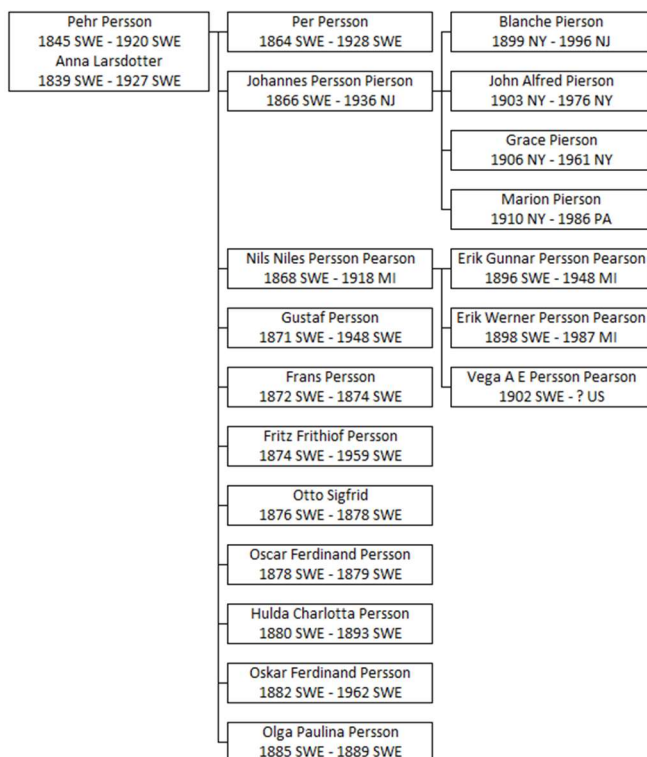 Pehr Persson
1845 SWE - 1920 SWE
Anna Larsdotter
1839 SWE - 1927 SWE
Per Persson
1864 SWE - 1928 SWE
Johannes Persson Pierson
1866 SWE - 1936 NJ
Blanche Pierson
1899 NY - 1996 NJ
John Alfred Pierson
1903 NY - 1976 NY
Grace Pierson
1906 NY - 1961 NY
Marion Pierson
1910 NY - 1986 PA
Nils Niles Persson Pearson
1868 SWE - 1918 MI
Erik Gunnar Persson Pearson
1896 SWE - 1948 MI
Erik Werner Persson Pearson
1898 SWE - 1987 MI
Vega A E Persson Pearson
1902 SWE - ? US
Gustaf Persson
1871 SWE - 1948 SWE
Frans Persson
1872 SWE - 1874 SWE
Fritz Frithiof Persson
1874 SWE - 1959 SWE
Otto Sigfrid
1876 SWE - 1878 SWE
Oscar Ferdinand Persson
1878 SWE - 1879 SWE
Hulda Charlotta Persson
1880 SWE - 1893 SWE
Oskar Ferdinand Persson
1882 SWE - 1962 SWE
Olga Paulina Persson
1885 SWE - 1889 SWE